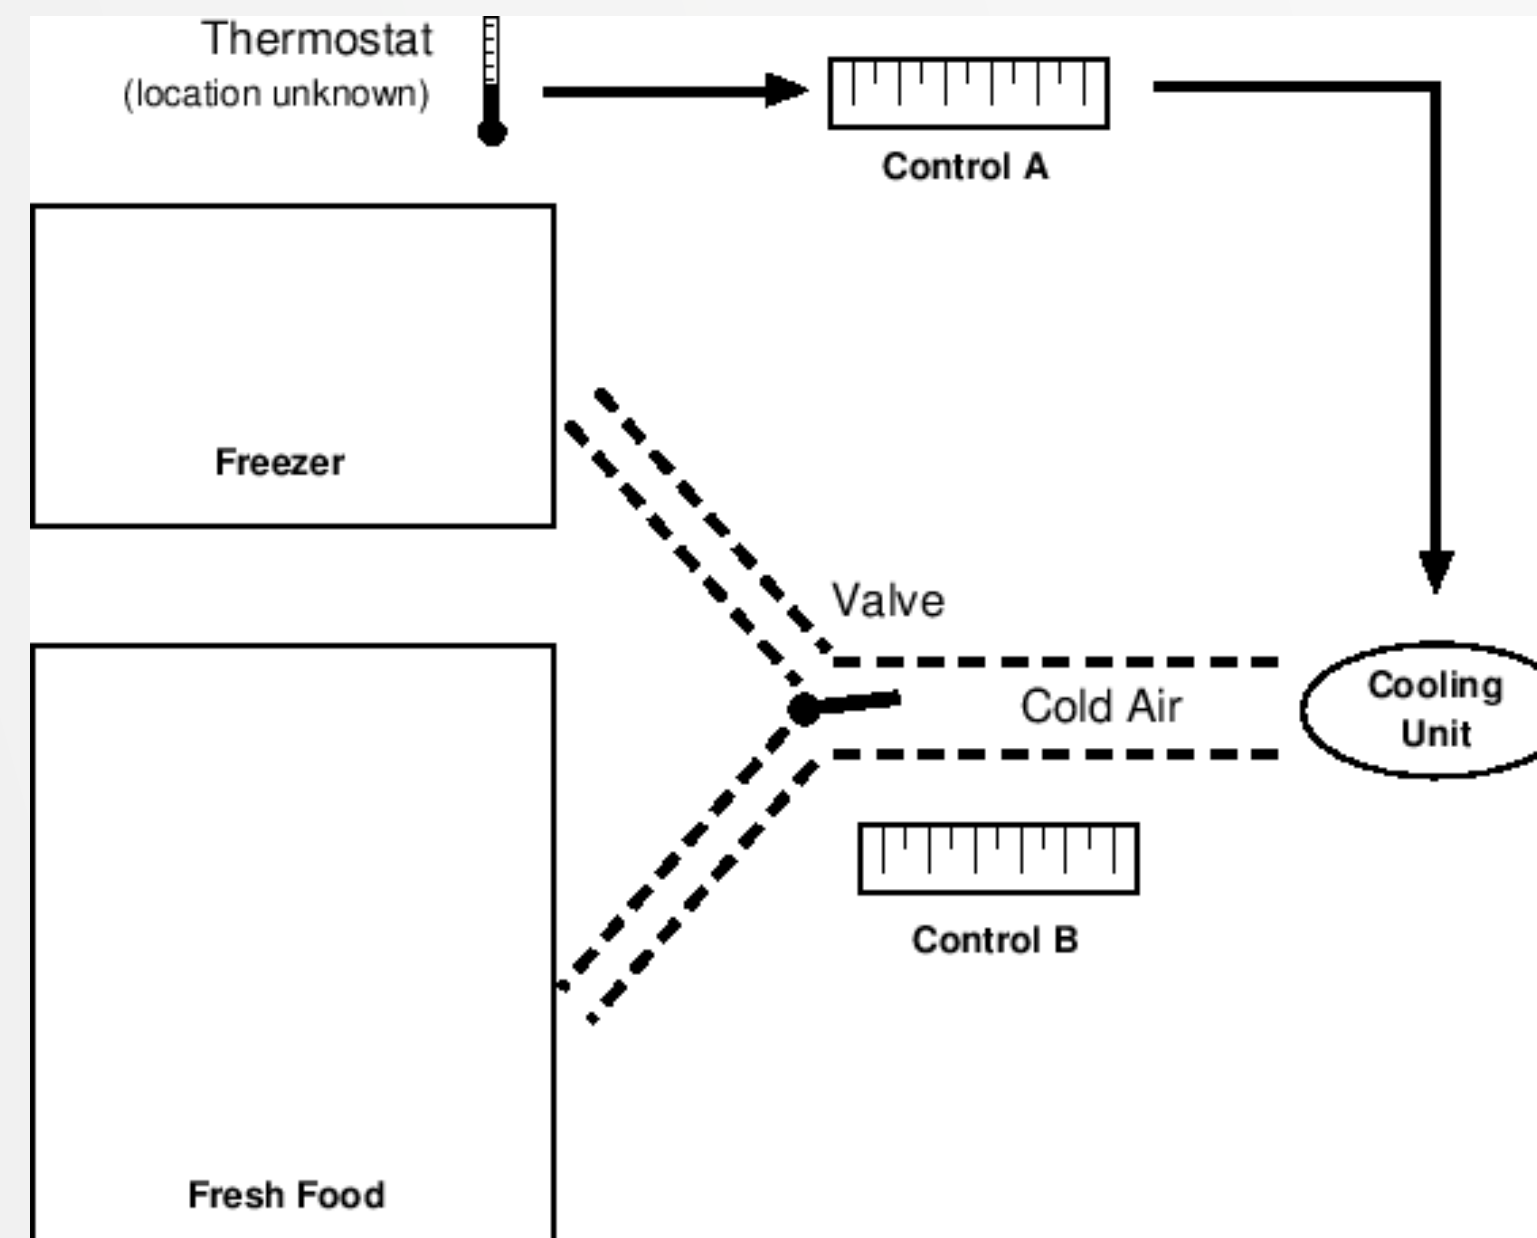 Thermostat
(location unknown)
Control A
Freezer
Valve
Cold Air
Cooling
Unit
Control B
Fresh Food